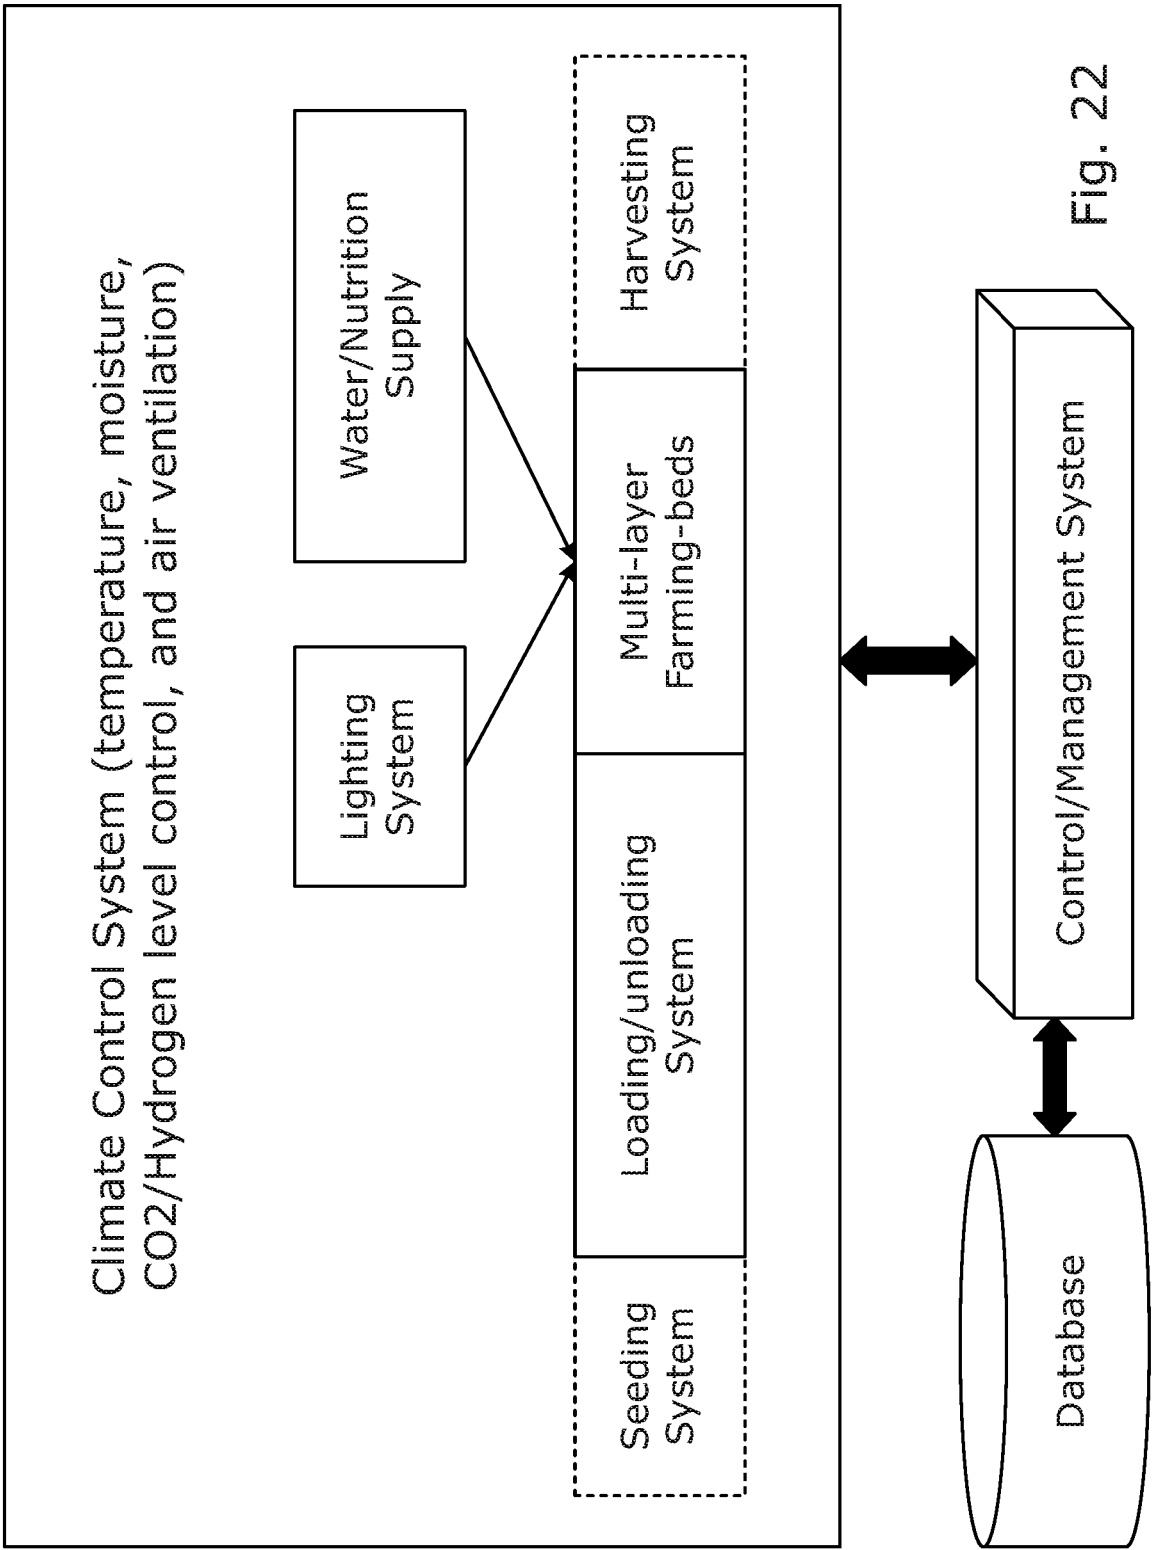 Climate Control System (temperature, moisture,
CO2/Hydrogen level control, and air ventilation)
Lighting
System
Water/Nutrition
Supply
Seeding
System
Loading/unloading
System
Multi-layer
Farming-beds
Harvesting
System
Database
Control/Management System
Fig. 22